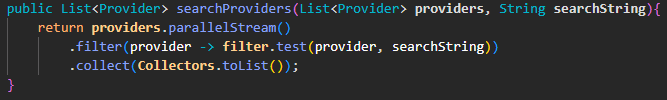 public List<Provider> searchProviders(List<Provider> providers, String searchString){
return providers.parallelStream()
.filter(provider -> filter.test(provider, searchString))
.collect(Collectors.toList());
}